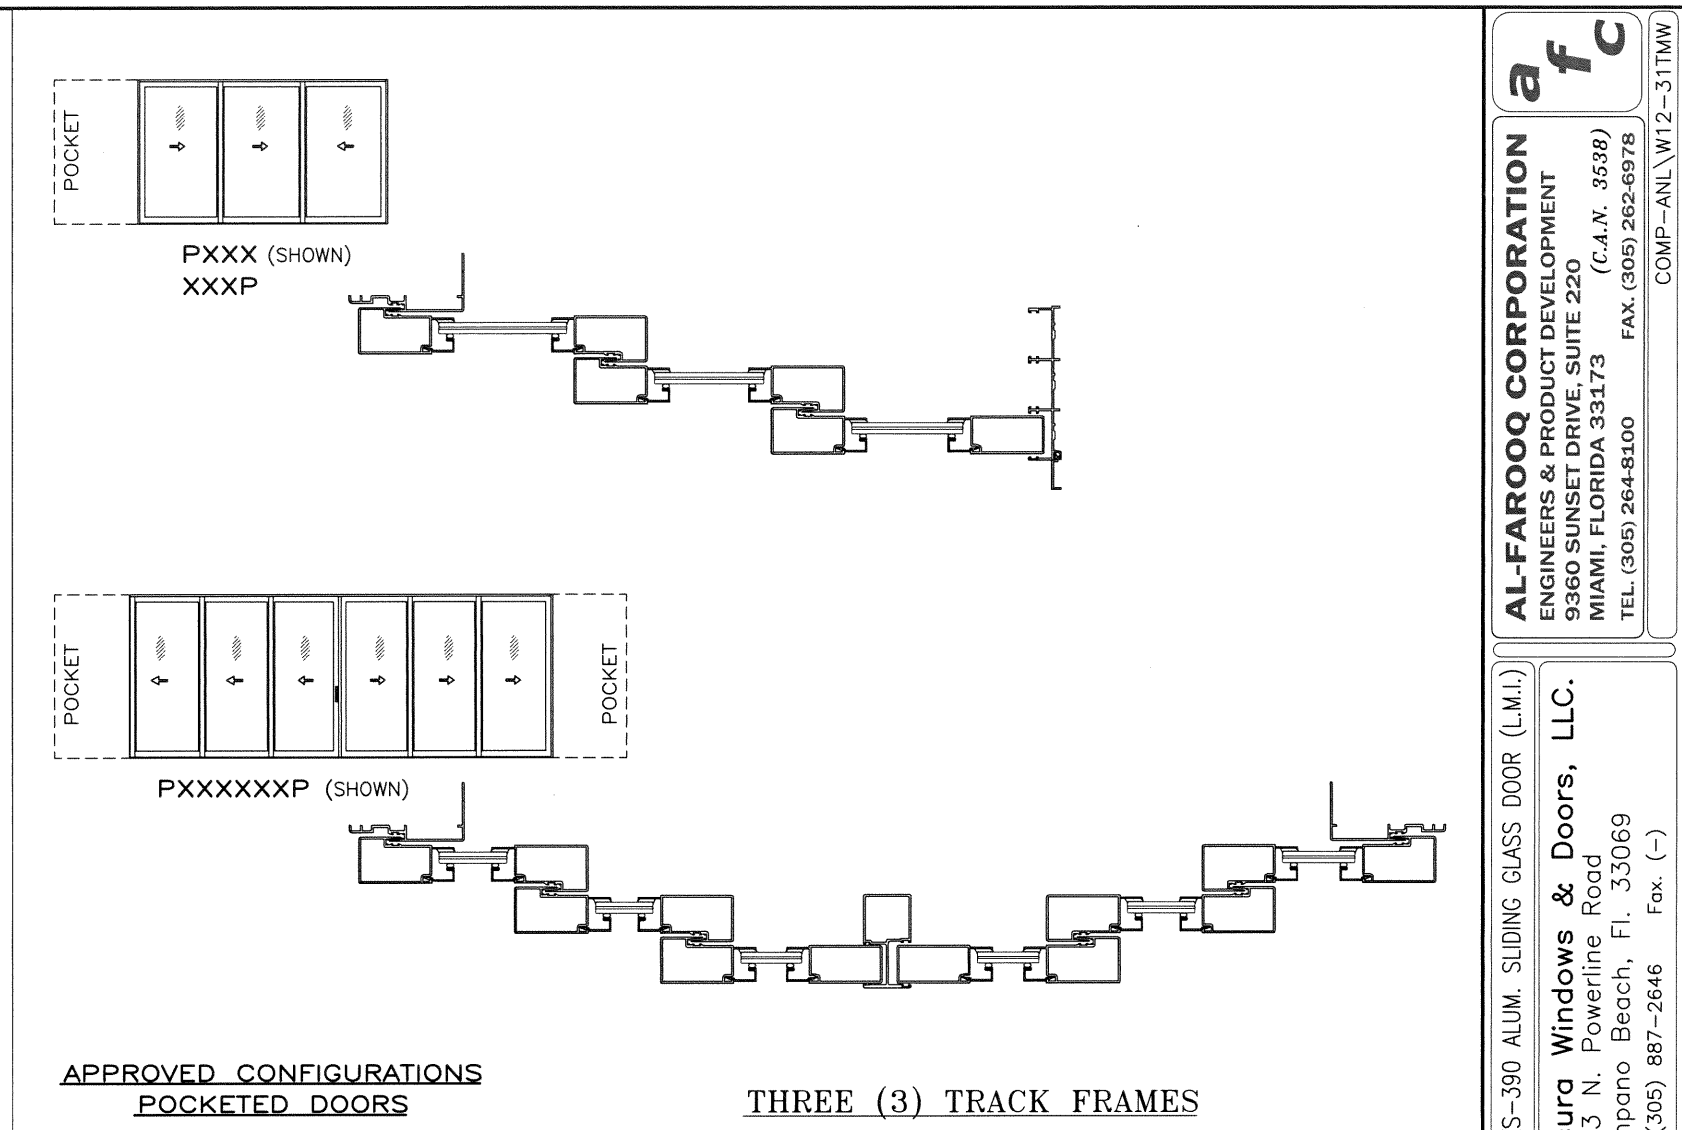 POCKET
PXXX (SHOWN)
XXXP
POCKET
POCKET
PXXXXXXP (SHOWN)
APPROVED CONFIGURATIONS
POCKETED DOORS
THREE (3) TRACK FRAMES
afc
AL-FAROOQ CORPORATION
ENGINEERS & PRODUCT DEVELOPMENT
9360 SUNSET DRIVE, SUITE 220
MIAMI, FLORIDA 33173 (C.A.N. 3538)
TEL. (305) 264-8100 FAX. (305) 262-6978
COMP-ANL\W12-31TMW
S-390 ALUM. SLIDING GLASS DOOR (L.M.I.)
Windows & Doors, LLC.
3 N. Powerline Road
Beach, Fl. 33069
(305) 887-2646 Fax. (-)